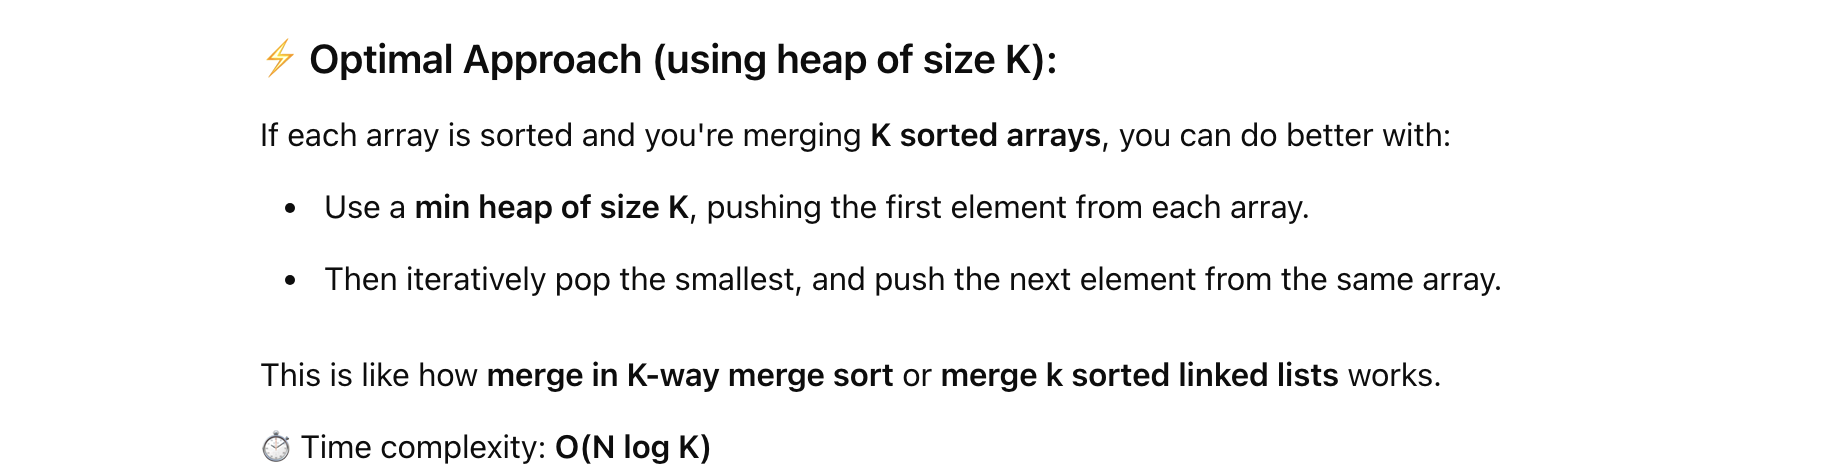 ⚡ Optimal Approach (using heap of size K):
If each array is sorted and you're merging K sorted arrays, you can do better with:
• Use a min heap of size K, pushing the first element from each array.
• Then iteratively pop the smallest, and push the next element from the same array.
This is like how merge in K-way merge sort or merge k sorted linked lists works.
⏱ Time complexity: O(N log K)